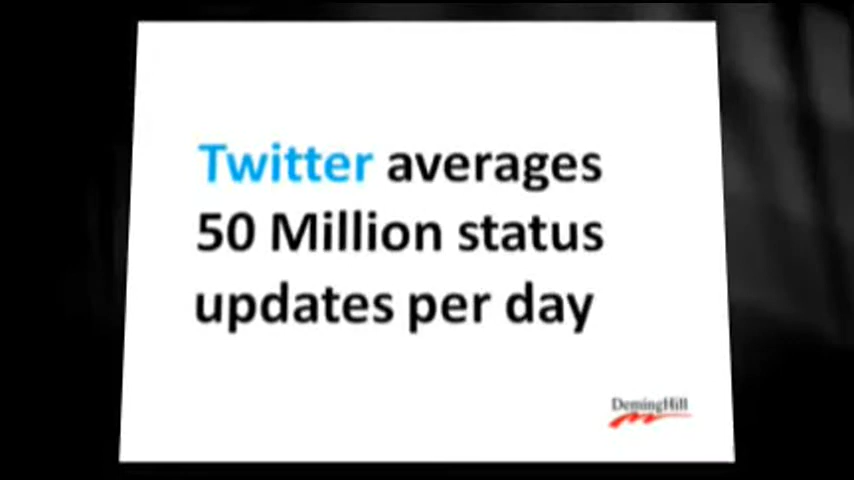 Twitter averages
50 Million status
updates per day
DemingHill